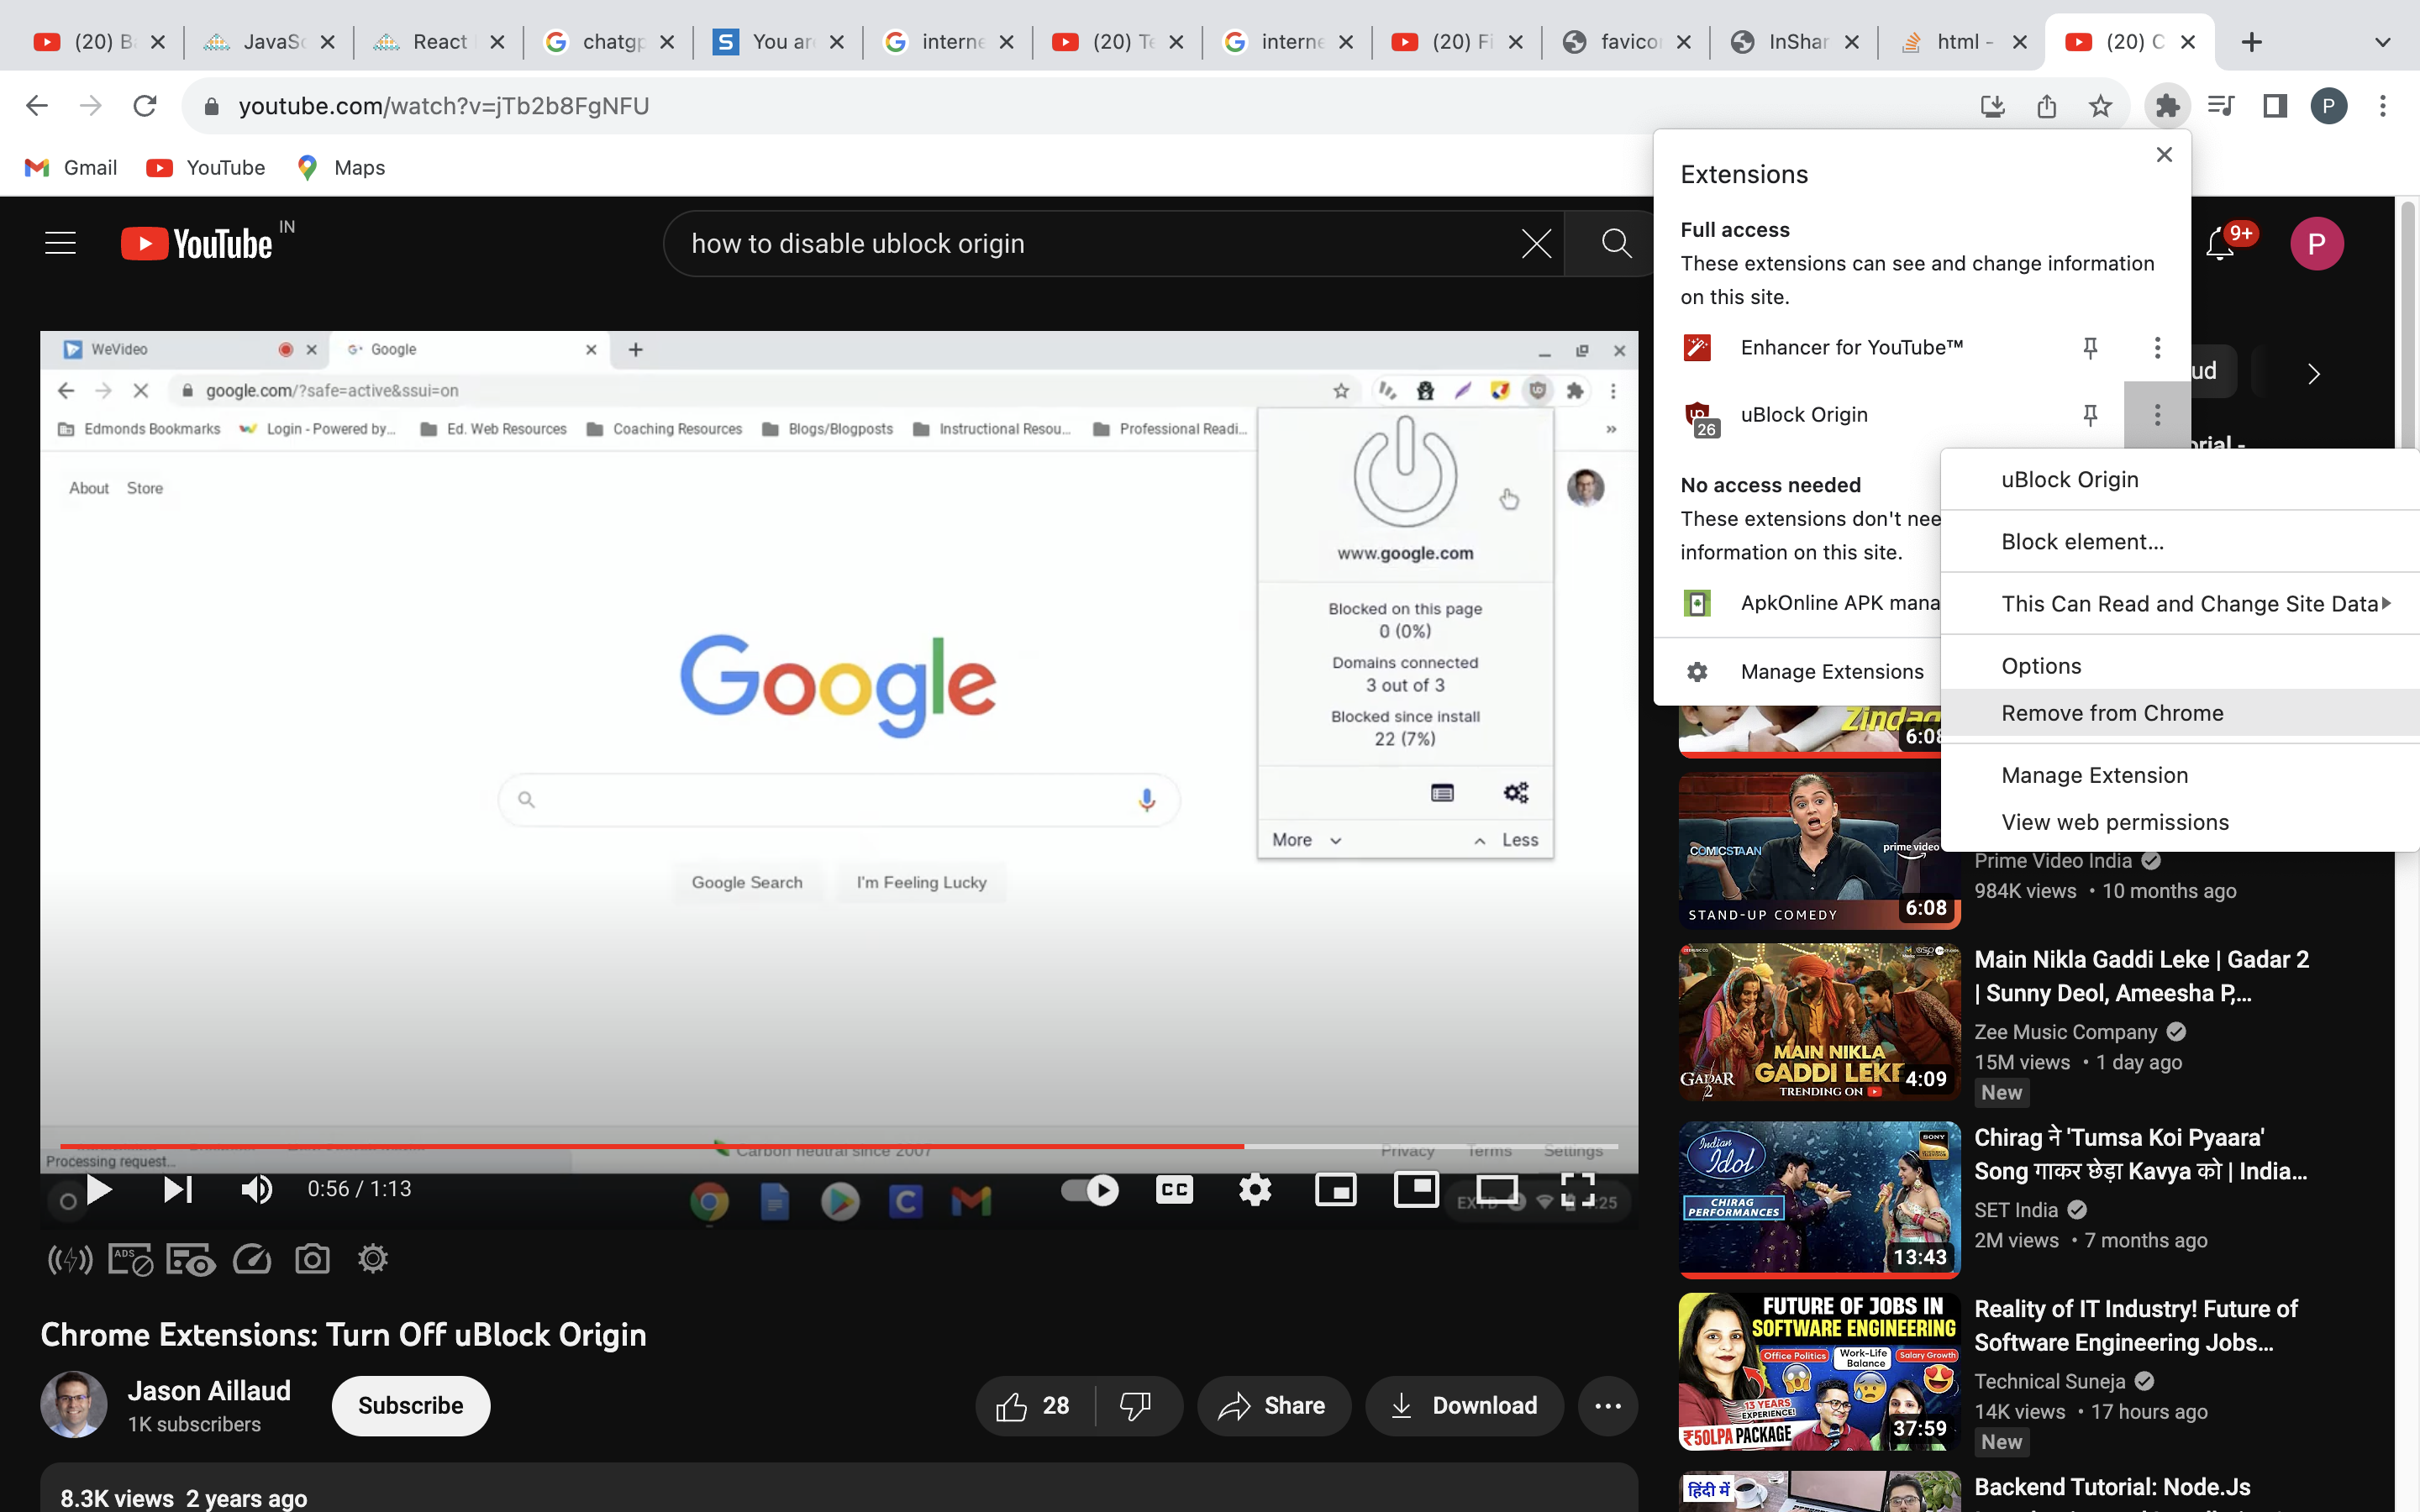 (20) B
JavaSc
React
chatgp
You ar
interne
(20) Te
interne
(20) Fi
favico
InShar
html -
(20) C
youtube.com/watch?v=jTb2b8FgNFU
P
Gmail
YouTube
Maps
YouTube IN
how to disable ublock origin
9+
P
Extensions
Full access
These extensions can see and change information
on this site.
Enhancer for YouTube™
uBlock Origin
26
No access needed
These extensions don't nee
information on this site.
ApkOnline APK mana
Manage Extensions
uBlock Origin
Block element...
This Can Read and Change Site Data
Options
Remove from Chrome
Manage Extension
View web permissions
ud
orial -
WeVideo
Google
google.com/?safe=active&ssui=on
Edmonds Bookmarks
Login - Powered by...
Ed. Web Resources
Coaching Resources
Blogs/Blogposts
Instructional Resou...
Professional Readi...
»
About Store
www.google.com
Blocked on this page
0 (0%)
Domains connected
3 out of 3
Blocked since install
22 (7%)
More
Less
Google
Google Search
I'm Feeling Lucky
Carbon neutral since 2007
Privacy Terms Settings
Processing request...
0:56 / 1:13
CC
ADS
Chrome Extensions: Turn Off uBlock Origin
Jason Aillaud
1K subscribers
Subscribe
28
Share
Download
8.3K views 2 years ago
Zindag
6:08
COMICSTAAN
prime video
STAND-UP COMEDY
6:08
Prime Video India
984K views • 10 months ago
MAIN NIKLA
GADDI LEKE
TRENDING ON
GADAR
2
4:09
Main Nikla Gaddi Leke | Gadar 2
| Sunny Deol, Ameesha P,...
Zee Music Company
15M views • 1 day ago
New
Indian
Idol
SONY
CHIRAG
PERFORMANCES
13:43
Chirag ने 'Tumsa Koi Pyaara'
Song गाकर छेड़ा Kavya को | India...
SET India
2M views • 7 months ago
FUTURE OF JOBS IN
SOFTWARE ENGINEERING
Office Politics
Work-Life
Balance
Salary Growth
13 YEARS
EXPERIENCE!
₹50LPA PACKAGE
37:59
Reality of IT Industry! Future of
Software Engineering Jobs...
Technical Suneja
14K views • 17 hours ago
New
हिंदी में
Backend Tutorial: Node.Js